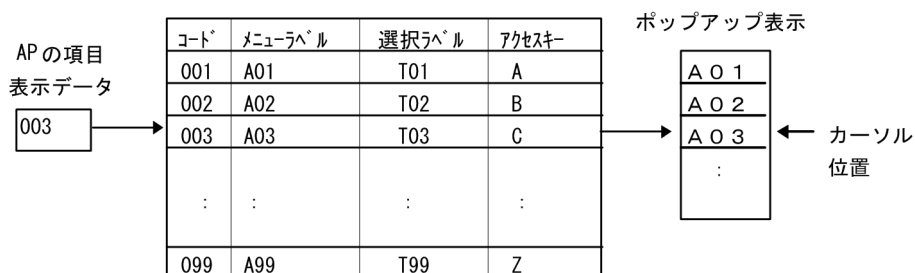 ポップアップ表示
APの項目
表示データ
003
ｺｰﾄﾞ ﾒﾆｭｰﾗﾍﾞﾙ 選択ﾗﾍﾞﾙ ｱｸｾｽｷｰ
001 A01 T01 A
002 A02 T02 B
003 A03 T03 C
： ： ： ：
099 A99 T99 Z
Ａ０１
Ａ０２
Ａ０３
：
カーソル
位置